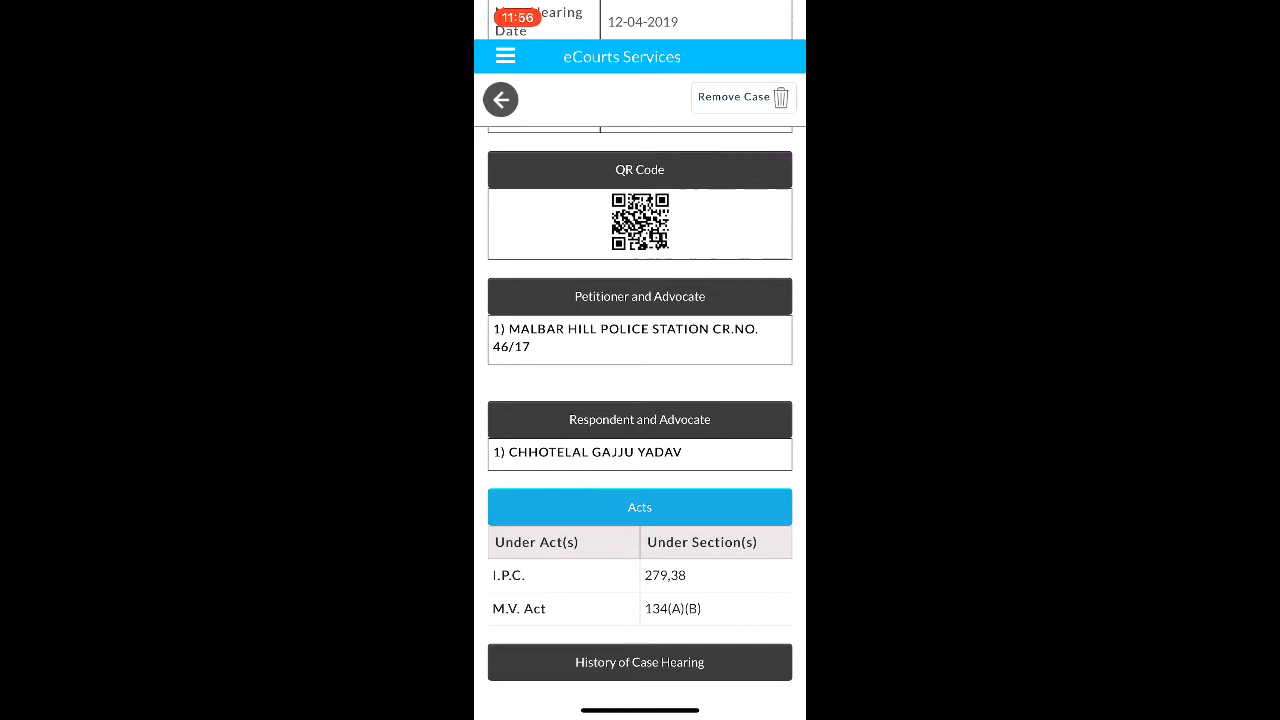 Hearing
Date
12-04-2019
11:56
eCourts Services
Remove Case
QR Code
Petitioner and Advocate
1) MALBAR HILL POLICE STATION CR.NO.
46/17
Respondent and Advocate
1) CHHOTELAL GAJJU YADAV
Acts
Under Act(s) Under Section(s)
I.P.C. 279,38
M.V. Act 134(A)(B)
History of Case Hearing